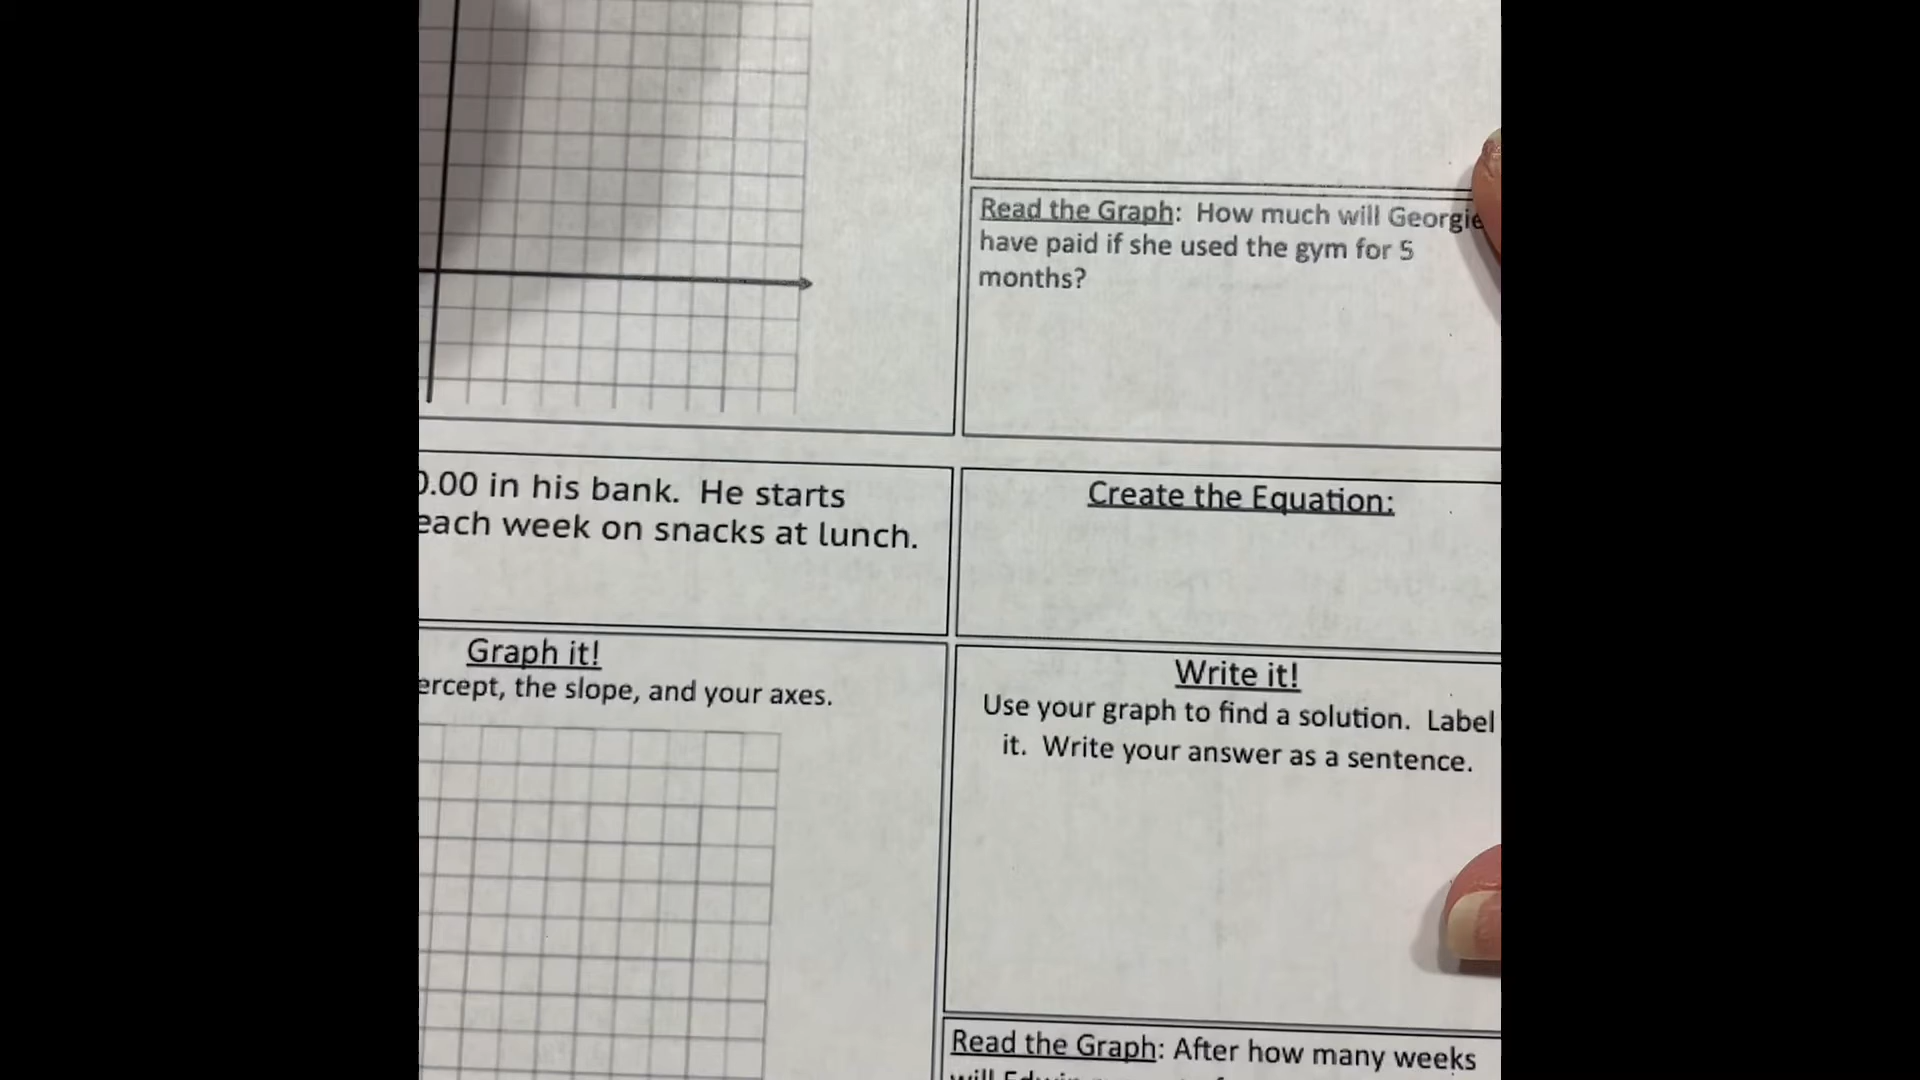 Read the Graph: How much will Georgie
have paid if she used the gym for 5
months?
0.00 in his bank. He starts
each week on snacks at lunch.
Create the Equation:
Graph it!
ercept, the slope, and your axes.
Write it!
Use your graph to find a solution. Label
it. Write your answer as a sentence.
Read the Graph: After how many weeks
will